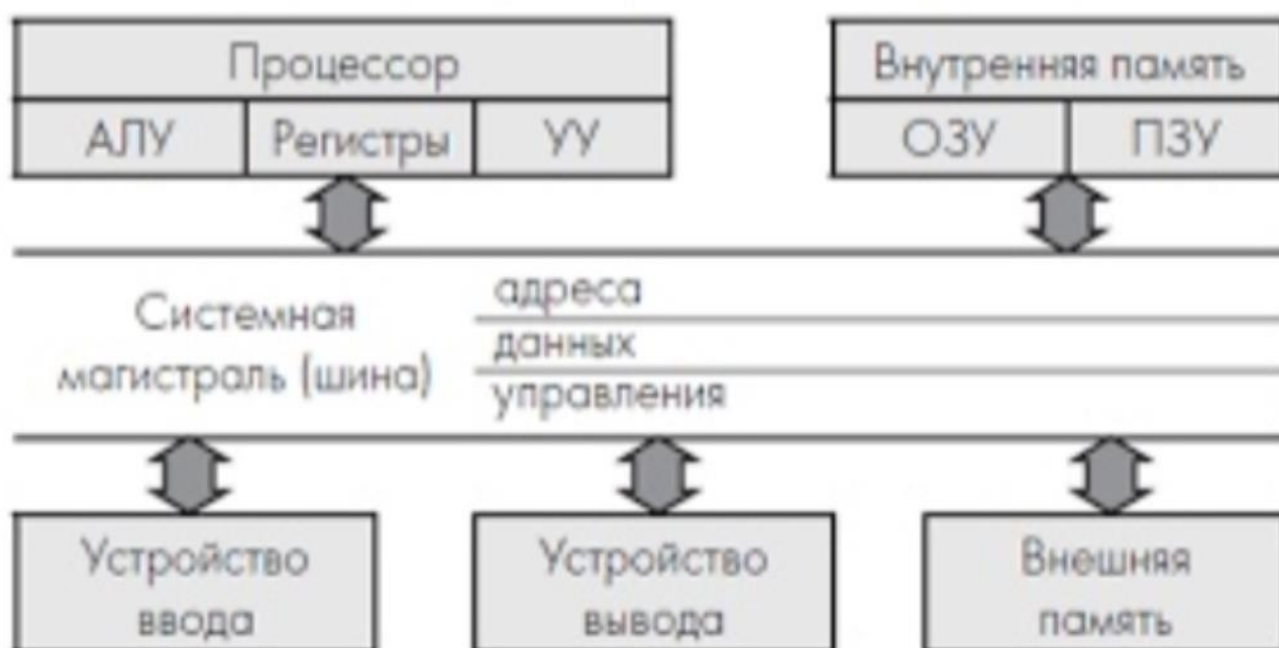 Процессор
АЛУ Регистры УУ
Внутренняя память
ОЗУ ПЗУ
Системная
магистраль (шина)
адреса
данных
управления
Устройство
ввода
Устройство
вывода
Внешняя
память